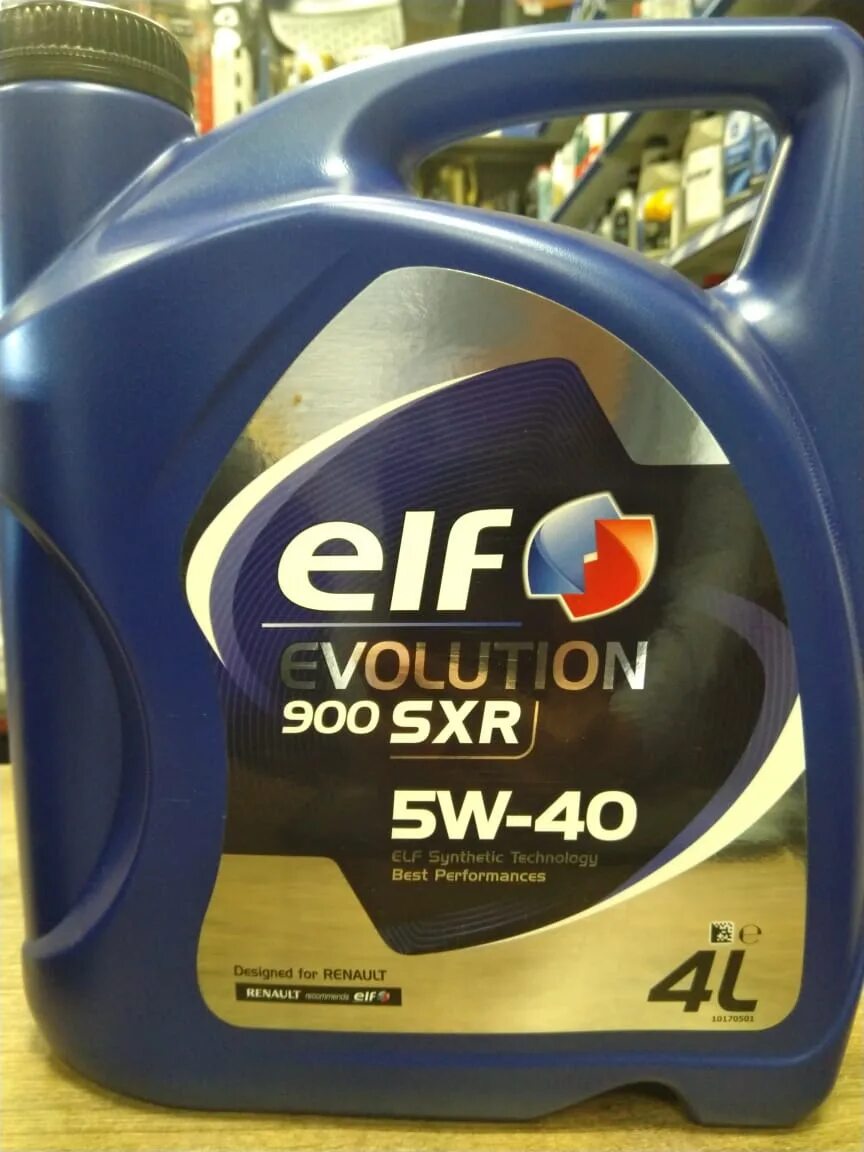 elf
EVOLUTION
900 SXR
5W-40
ELF Synthetic Technology
Best Performances
Designed for RENAULT
RENAULT recommends elf
e
4L
10170501